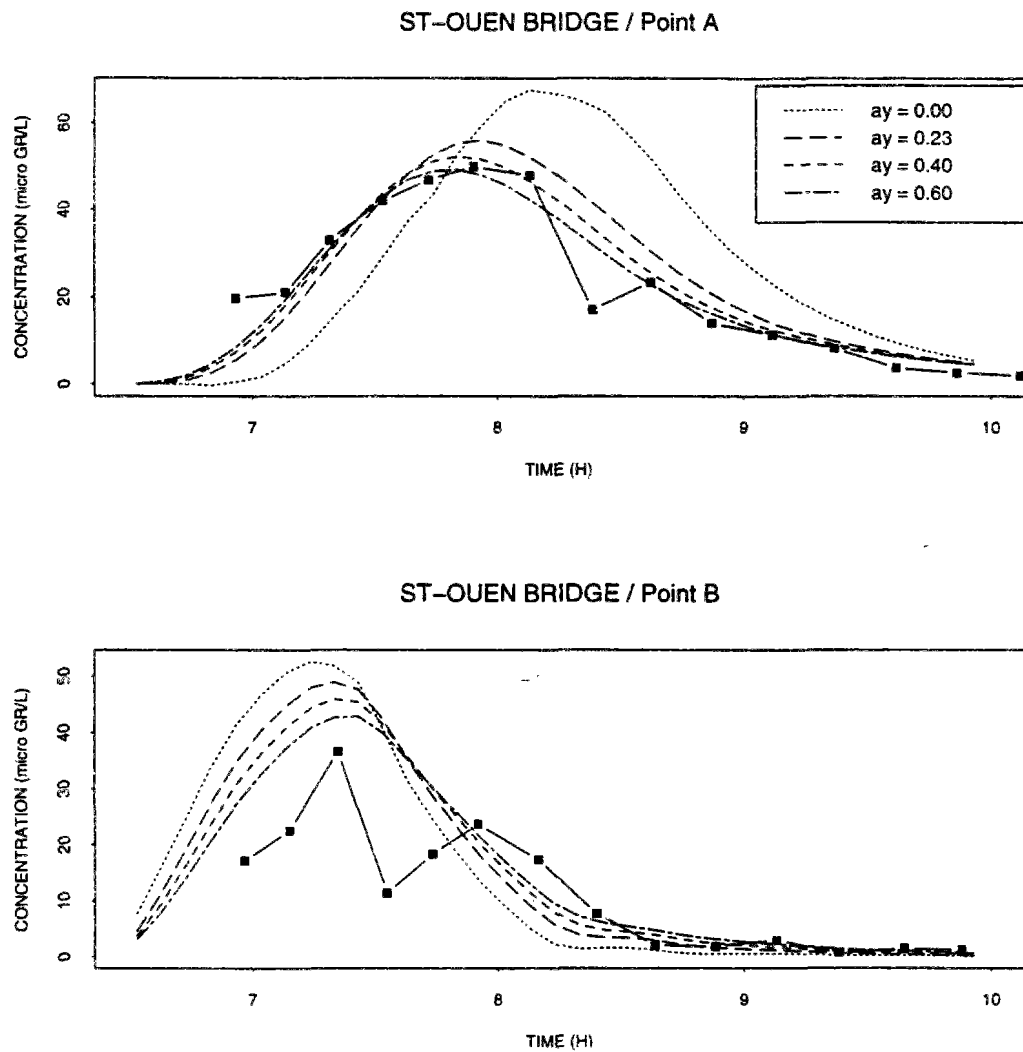 ST-OUEN BRIDGE / Point A
CONCENTRATION (micro GR/L)
60
40
20
0
ay = 0.00
ay = 0.23
ay = 0.40
ay = 0.60
7 8 9 10
TIME (H)
ST-OUEN BRIDGE / Point B
CONCENTRATION (micro GR/L)
50
40
30
20
10
0
7 8 9 10
TIME (H)